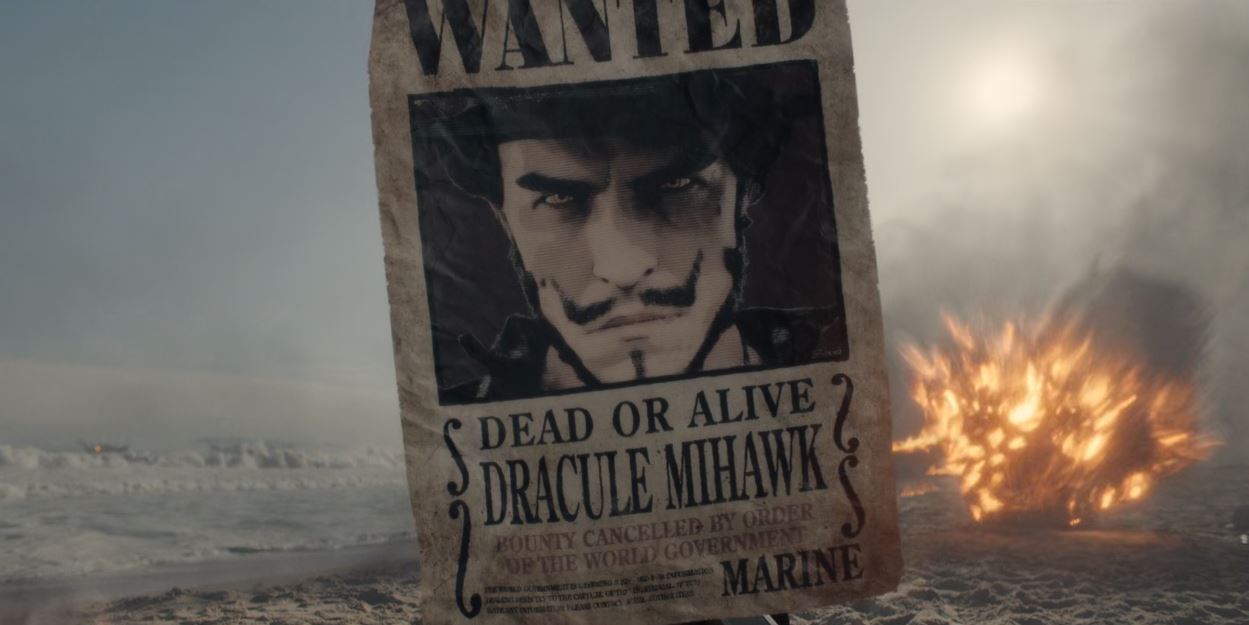 WANTED
DEAD OR ALIVE
DRACULE MIHAWK
BOUNTY CANCELLED BY ORDER
OF THE WORLD GOVERNMENT
MARINE